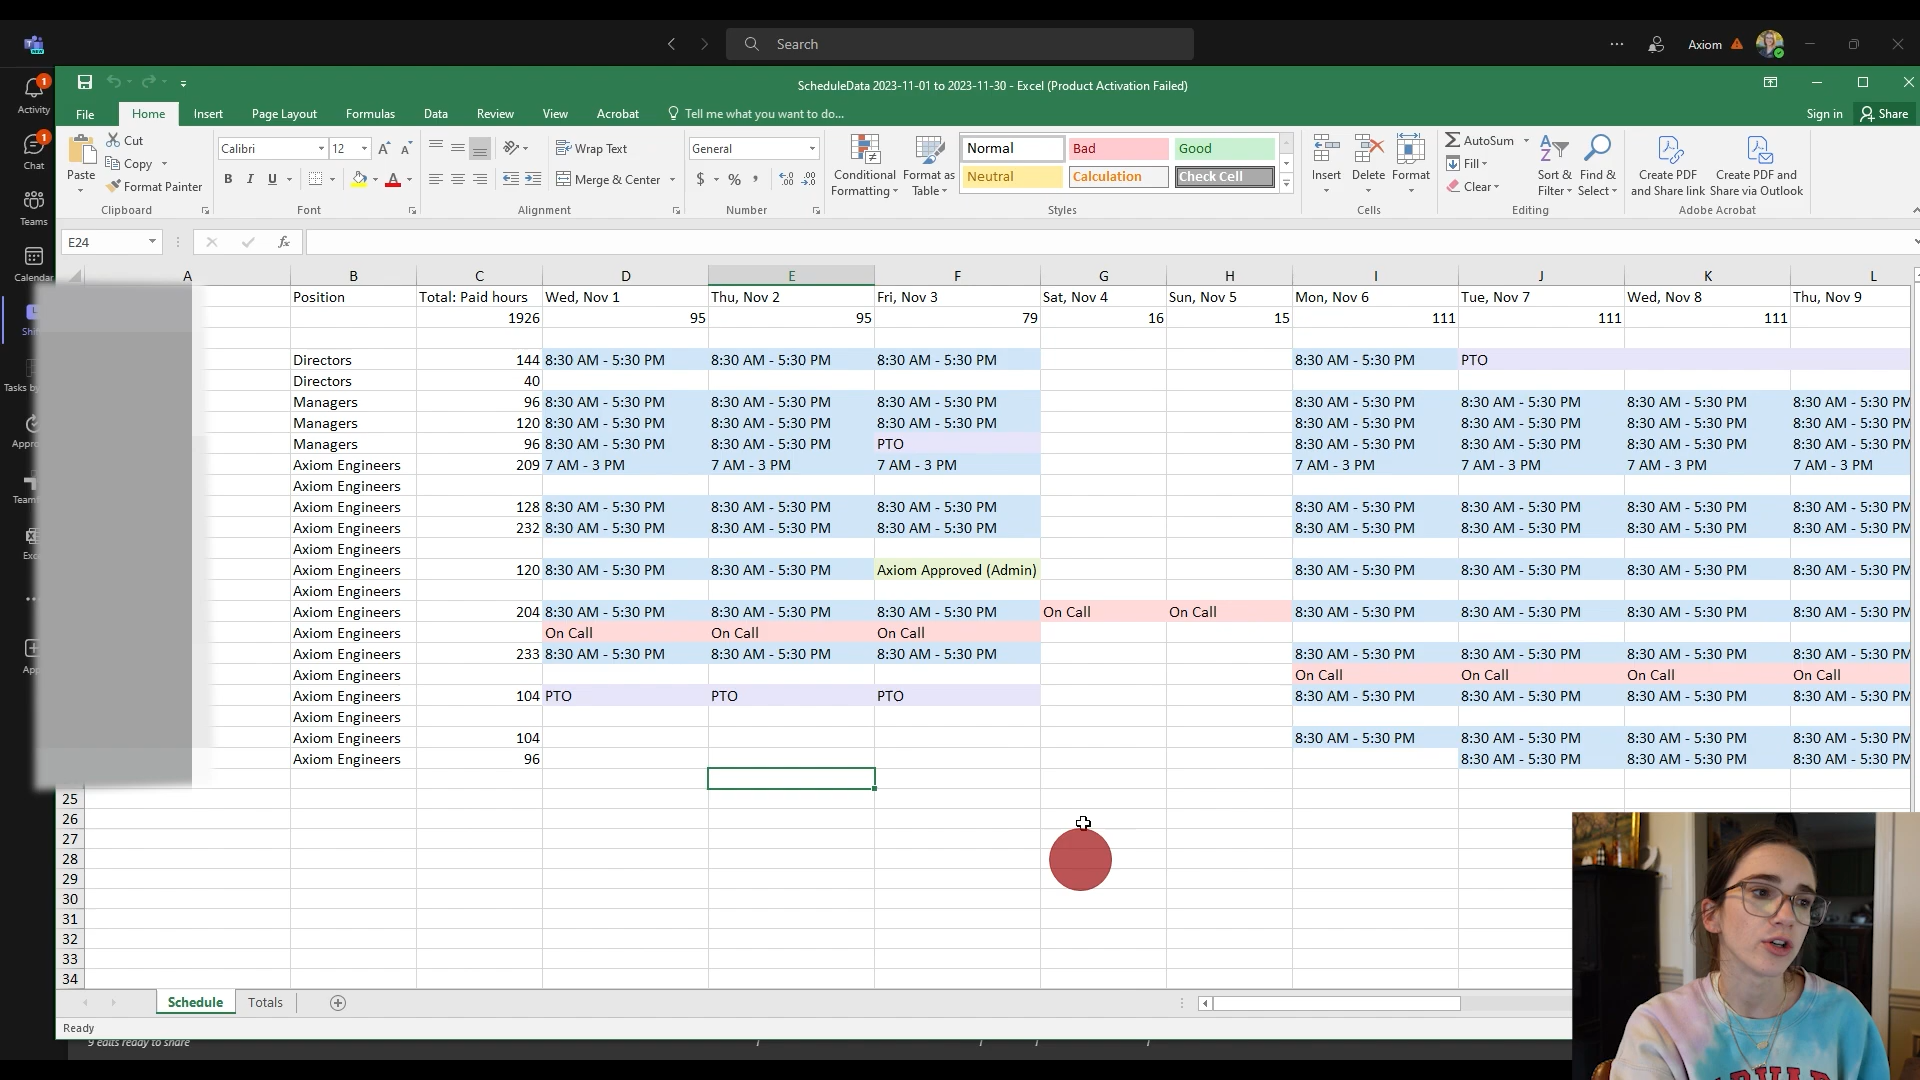 Search
Axiom
ScheduleData 2023-11-01 to 2023-11-30 - Excel (Product Activation Failed)
File Home Insert Page Layout Formulas Data Review View Acrobat Tell me what you want to do... Sign in Share
Activity
Chat
Teams
Calendar
Paste
Cut
Copy
Format Painter
Calibri 12
B I U
Wrap Text
Merge & Center
General
$ % ,
Conditional Formatting
Format as Table
Normal Bad Good
Neutral Calculation Check Cell
Insert Delete Format
AutoSum
Fill
Clear
Sort & Filter
Find & Select
Create PDF and Share link
Create PDF and Share via Outlook
Clipboard Font Alignment Number Styles Cells Editing Adobe Acrobat
E24 fx
A B C D E F G H I J K L
Position Total: Paid hours Wed, Nov 1 Thu, Nov 2 Fri, Nov 3 Sat, Nov 4 Sun, Nov 5 Mon, Nov 6 Tue, Nov 7 Wed, Nov 8 Thu, Nov 9
1926 95 95 79 16 15 111 111 111
Directors 144 8:30 AM - 5:30 PM 8:30 AM - 5:30 PM 8:30 AM - 5:30 PM 8:30 AM - 5:30 PM PTO
Directors 40
Managers 96 8:30 AM - 5:30 PM 8:30 AM - 5:30 PM 8:30 AM - 5:30 PM 8:30 AM - 5:30 PM 8:30 AM - 5:30 PM 8:30 AM - 5:30 PM 8:30 AM - 5:30 PM
Managers 120 8:30 AM - 5:30 PM 8:30 AM - 5:30 PM 8:30 AM - 5:30 PM 8:30 AM - 5:30 PM 8:30 AM - 5:30 PM 8:30 AM - 5:30 PM 8:30 AM - 5:30 PM
Managers 96 8:30 AM - 5:30 PM 8:30 AM - 5:30 PM PTO 8:30 AM - 5:30 PM 8:30 AM - 5:30 PM 8:30 AM - 5:30 PM 8:30 AM - 5:30 PM
Axiom Engineers 209 7 AM - 3 PM 7 AM - 3 PM 7 AM - 3 PM 7 AM - 3 PM 7 AM - 3 PM 7 AM - 3 PM 7 AM - 3 PM
Axiom Engineers
Axiom Engineers 128 8:30 AM - 5:30 PM 8:30 AM - 5:30 PM 8:30 AM - 5:30 PM 8:30 AM - 5:30 PM 8:30 AM - 5:30 PM 8:30 AM - 5:30 PM 8:30 AM - 5:30 PM
Axiom Engineers 232 8:30 AM - 5:30 PM 8:30 AM - 5:30 PM 8:30 AM - 5:30 PM 8:30 AM - 5:30 PM 8:30 AM - 5:30 PM 8:30 AM - 5:30 PM 8:30 AM - 5:30 PM
Axiom Engineers
Axiom Engineers 120 8:30 AM - 5:30 PM 8:30 AM - 5:30 PM Axiom Approved (Admin) 8:30 AM - 5:30 PM 8:30 AM - 5:30 PM 8:30 AM - 5:30 PM 8:30 AM - 5:30 PM
Axiom Engineers
Axiom Engineers 204 8:30 AM - 5:30 PM 8:30 AM - 5:30 PM 8:30 AM - 5:30 PM On Call On Call 8:30 AM - 5:30 PM 8:30 AM - 5:30 PM 8:30 AM - 5:30 PM 8:30 AM - 5:30 PM
Axiom Engineers On Call On Call On Call
Axiom Engineers 233 8:30 AM - 5:30 PM 8:30 AM - 5:30 PM 8:30 AM - 5:30 PM 8:30 AM - 5:30 PM 8:30 AM - 5:30 PM 8:30 AM - 5:30 PM 8:30 AM - 5:30 PM
Axiom Engineers On Call On Call On Call On Call
Axiom Engineers 104 PTO PTO PTO 8:30 AM - 5:30 PM 8:30 AM - 5:30 PM 8:30 AM - 5:30 PM 8:30 AM - 5:30 PM
Axiom Engineers
Axiom Engineers 104 8:30 AM - 5:30 PM 8:30 AM - 5:30 PM 8:30 AM - 5:30 PM 8:30 AM - 5:30 PM
Axiom Engineers 96 8:30 AM - 5:30 PM 8:30 AM - 5:30 PM 8:30 AM - 5:30 PM
25
26
27
28
29
30
31
32
33
34
Schedule Totals
Ready
9 edits ready to share